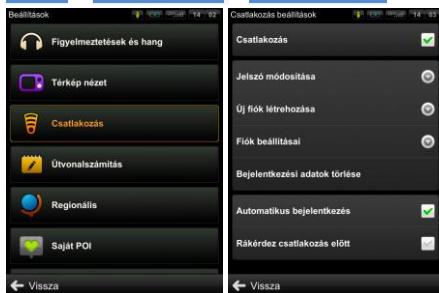 Beállítások
14 02
Figyelmeztetések és hang
Térkép nézet
Csatlakozás
Útvonalszámítás
Regionális
Saját POI
Vissza
Csatlakozás beállítások
14 03
Csatlakozás
Jelszó módosítása
Új fiók létrehozása
Fiók beállításai
Bejelentkezési adatok törlése
Automatikus bejelentkezés
Rákérdez csatlakozás előtt
Vissza